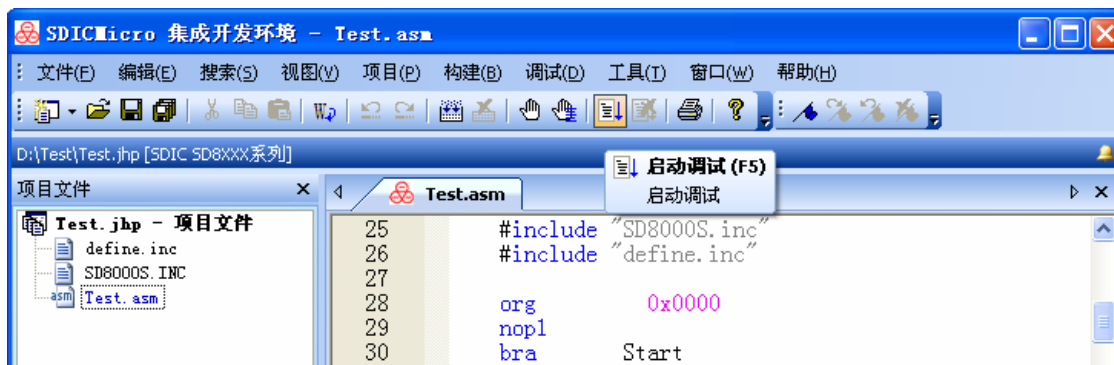 SDICMicro 集成开发环境 - Test.asm
文件(F) 编辑(E) 搜索(S) 视图(V) 项目(P) 构建(B) 调试(D) 工具(T) 窗口(W) 帮助(H)
D:\Test\Test.jhp [SDIC SD8XXX系列]
启动调试 (F5)
启动调试
项目文件
Test.asm
Test.jhp - 项目文件
define.inc
SD8000S.INC
Test.asm
25 #include "SD8000S.inc"
26 #include "define.inc"
27
28 org 0x0000
29 nop1
30 bra Start